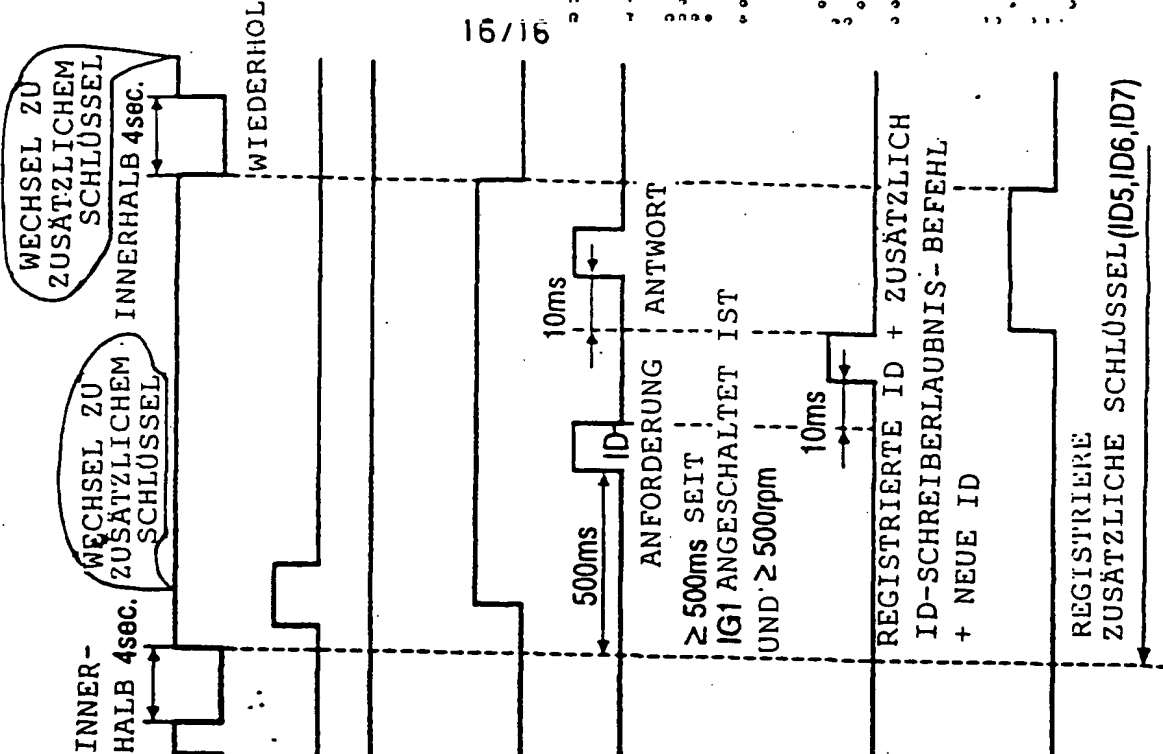 16/16
WECHSEL ZU
ZUSÄTZLICHEM
SCHLÜSSEL
INNERHALB 4sec.
WIEDERHOL
WECHSEL ZU
ZUSÄTZLICHEM
SCHLÜSSEL
INNER-
HALB 4sec.
10ms
ANTWORT
500ms
ID
ANFORDERUNG
≥ 500ms SEIT
IG1 ANGESCHALTET IST
UND ≥ 500rpm
10ms
REGISTRIERTE ID + ZUSÄTZLICH
ID-SCHREIBERLAUBNIS-BEFEHL
+ NEUE ID
REGISTRIERE
ZUSÄTZLICHE SCHLÜSSEL (ID5,ID6,ID7)